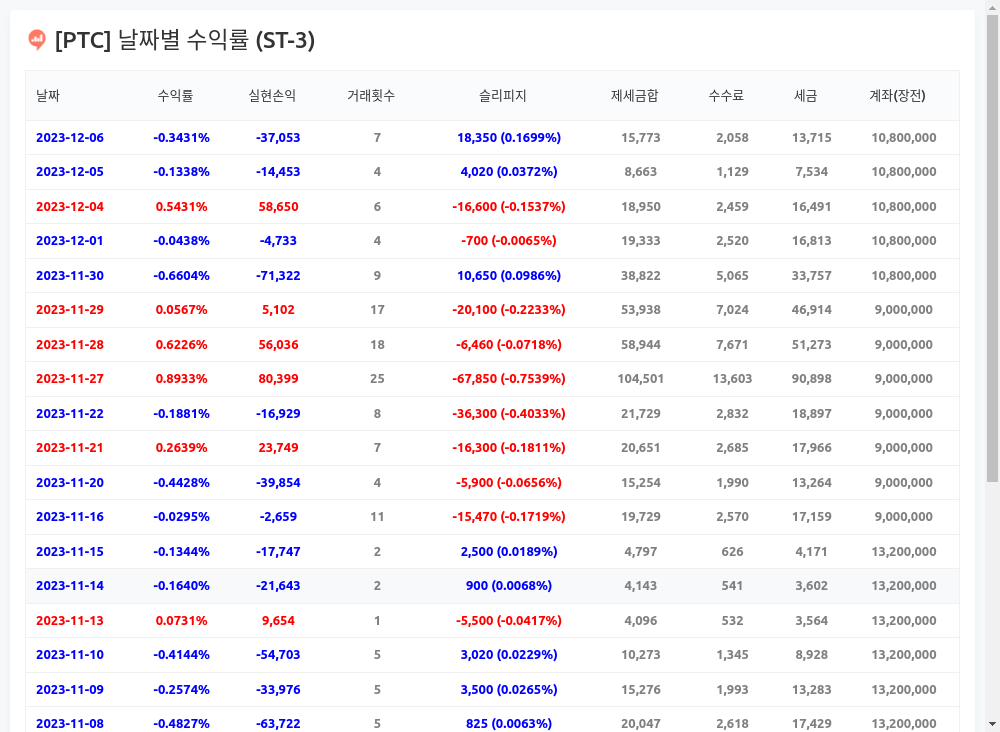 [PTC] 날짜별 수익률 (ST-3)
날짜 수익률 실현손익 거래횟수 슬리피지 제세금합 수수료 세금 계좌(장전)
2023-12-06 -0.3431% -37,053 7 18,350 (0.1699%) 15,773 2,058 13,715 10,800,000
2023-12-05 -0.1338% -14,453 4 4,020 (0.0372%) 8,663 1,129 7,534 10,800,000
2023-12-04 0.5431% 58,650 6 -16,600 (-0.1537%) 18,950 2,459 16,491 10,800,000
2023-12-01 -0.0438% -4,733 4 -700 (-0.0065%) 19,333 2,520 16,813 10,800,000
2023-11-30 -0.6604% -71,322 9 10,650 (0.0986%) 38,822 5,065 33,757 10,800,000
2023-11-29 0.0567% 5,102 17 -20,100 (-0.2233%) 53,938 7,024 46,914 9,000,000
2023-11-28 0.6226% 56,036 18 -6,460 (-0.0718%) 58,944 7,671 51,273 9,000,000
2023-11-27 0.8933% 80,399 25 -67,850 (-0.7539%) 104,501 13,603 90,898 9,000,000
2023-11-22 -0.1881% -16,929 8 -36,300 (-0.4033%) 21,729 2,832 18,897 9,000,000
2023-11-21 0.2639% 23,749 7 -16,300 (-0.1811%) 20,651 2,685 17,966 9,000,000
2023-11-20 -0.4428% -39,854 4 -5,900 (-0.0656%) 15,254 1,990 13,264 9,000,000
2023-11-16 -0.0295% -2,659 11 -15,470 (-0.1719%) 19,729 2,570 17,159 9,000,000
2023-11-15 -0.1344% -17,747 2 2,500 (0.0189%) 4,797 626 4,171 13,200,000
2023-11-14 -0.1640% -21,643 2 900 (0.0068%) 4,143 541 3,602 13,200,000
2023-11-13 0.0731% 9,654 1 -5,500 (-0.0417%) 4,096 532 3,564 13,200,000
2023-11-10 -0.4144% -54,703 5 3,020 (0.0229%) 10,273 1,345 8,928 13,200,000
2023-11-09 -0.2574% -33,976 5 3,500 (0.0265%) 15,276 1,993 13,283 13,200,000
2023-11-08 -0.4827% -63,722 5 825 (0.0063%) 20,047 2,618 17,429 13,200,000